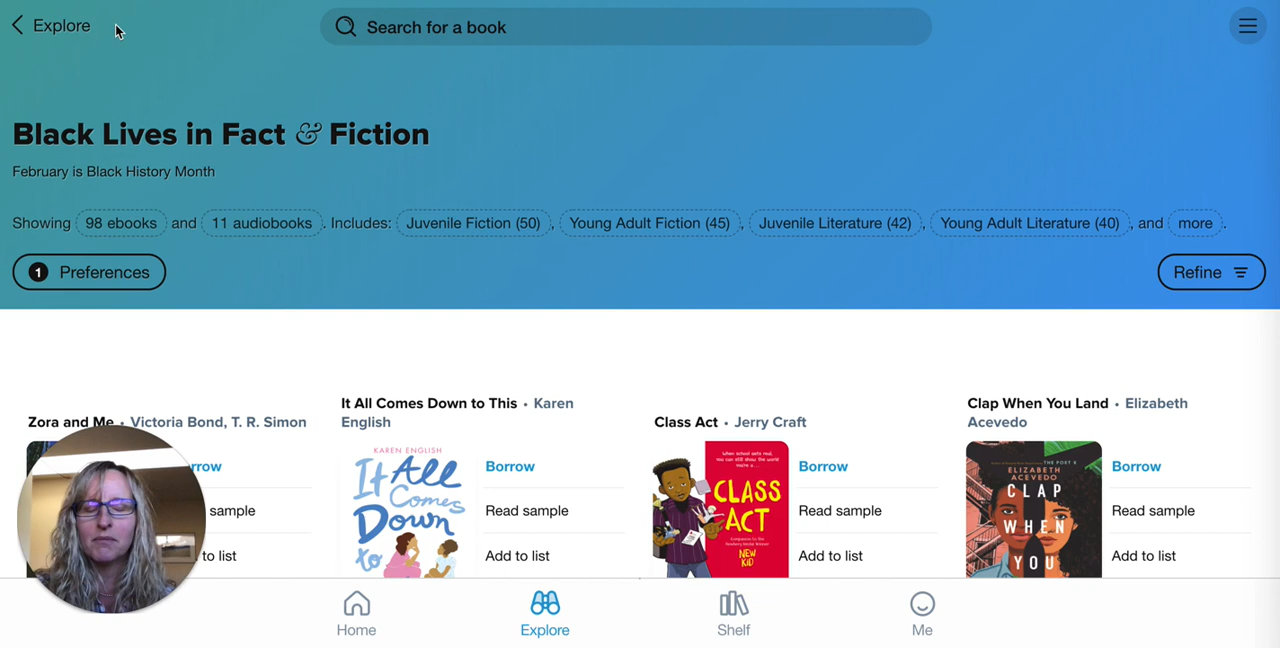 Explore
Search for a book
Black Lives in Fact & Fiction
February is Black History Month
Showing 98 ebooks and 11 audiobooks . Includes: Juvenile Fiction (50) , Young Adult Fiction (45) , Juvenile Literature (42) , Young Adult Literature (40) , and more .
1 Preferences
Refine
Zora and Me • Victoria Bond, T. R. Simon
rrow
sample
to list
It All Comes Down to This • Karen
English
KAREN ENGLISH
It All
Comes
Down
to
Borrow
Read sample
Add to list
Class Act • Jerry Craft
CLASS
ACT
NEW
KID
Borrow
Read sample
Add to list
Clap When You Land • Elizabeth
Acevedo
ELIZABETH
ACEVEDO
CLAP
WHEN
YOU
Borrow
Read sample
Add to list
Home
Explore
Shelf
Me